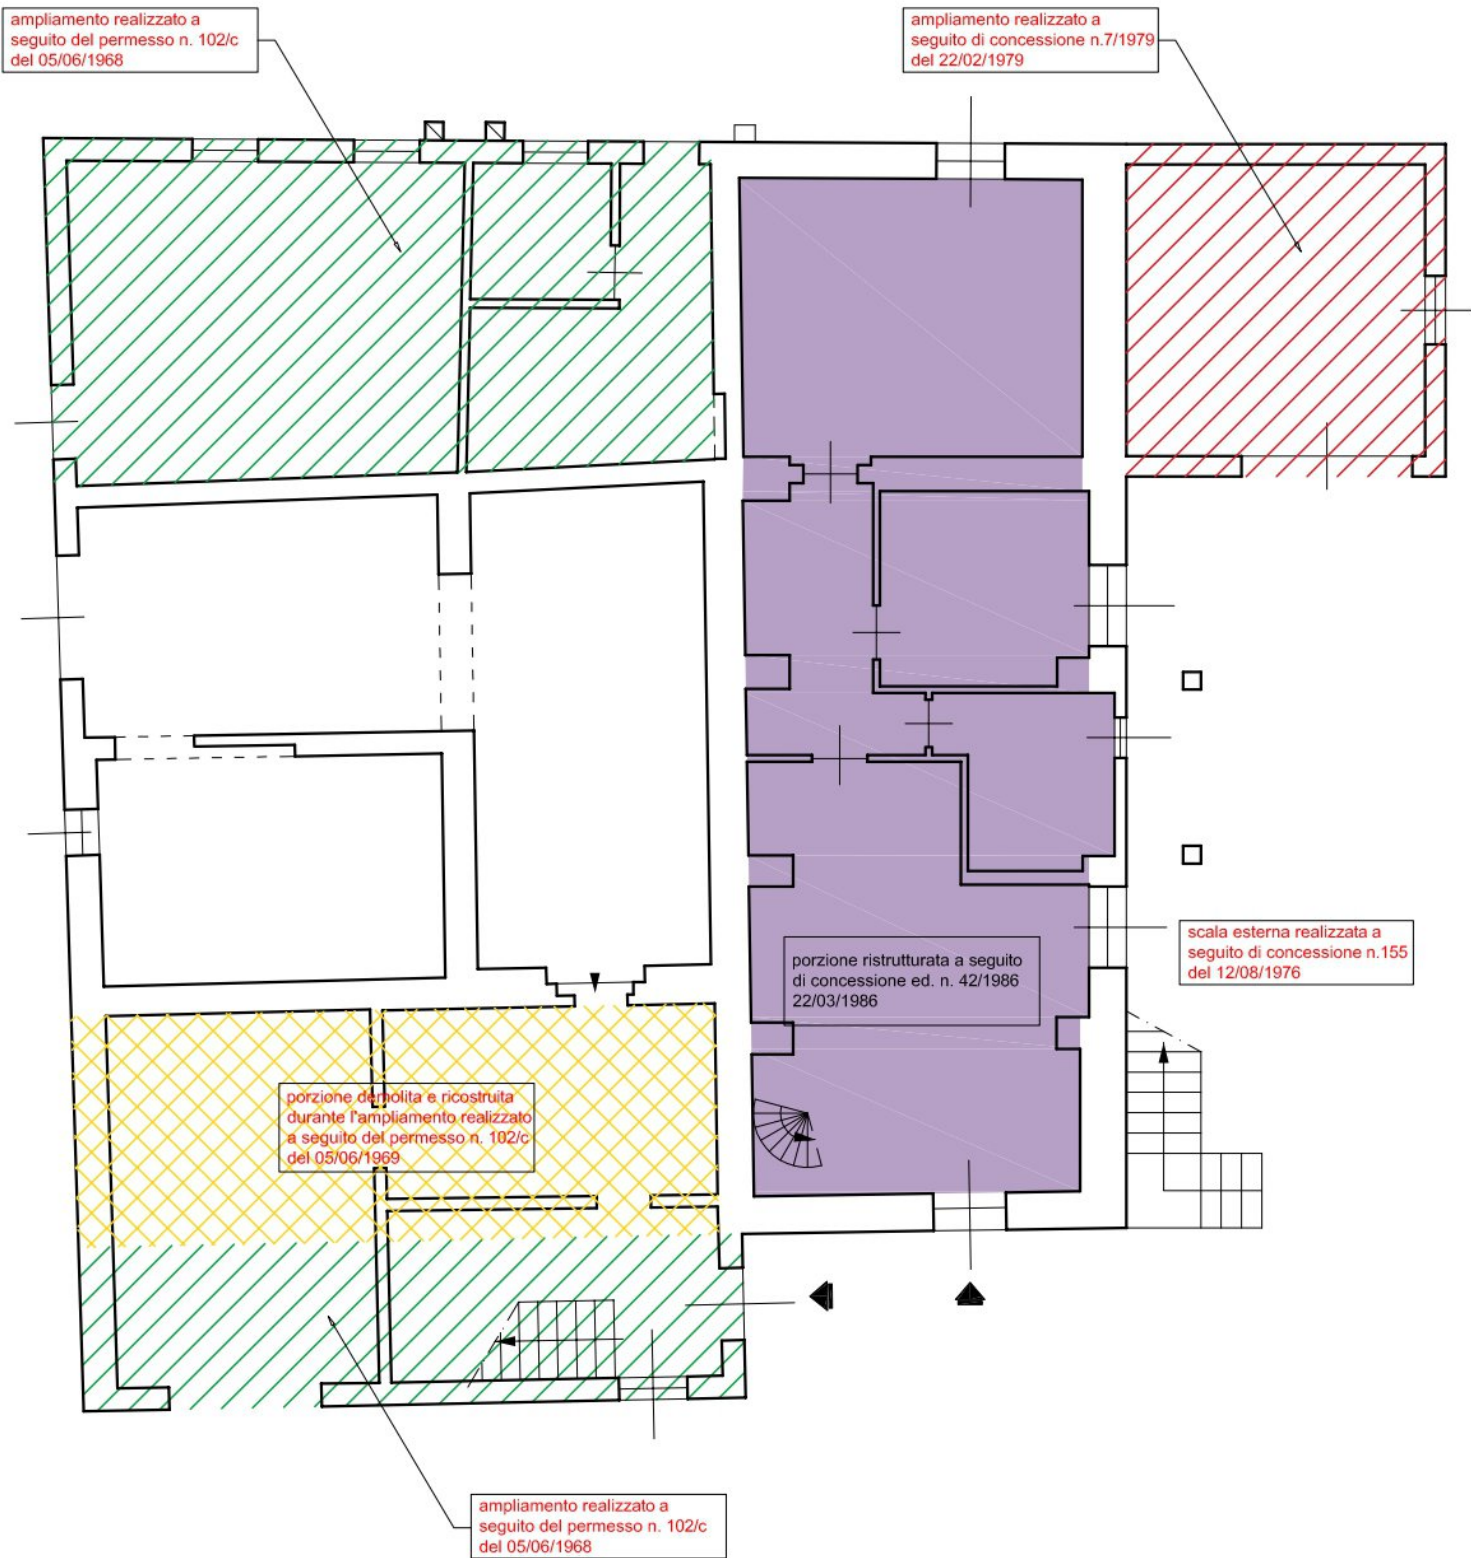 ampliamento realizzato a
seguito del permesso n. 102/c
del 05/06/1968
ampliamento realizzato a
seguito di concessione n.7/1979
del 22/02/1979
scala esterna realizzata a
seguito di concessione n.155
del 12/08/1976
porzione ristrutturata a seguito
di concessione ed. n. 42/1986
22/03/1986
porzione demolita e ricostruita
durante l'ampliamento realizzato
a seguito del permesso n. 102/c
del 05/06/1969
ampliamento realizzato a
seguito del permesso n. 102/c
del 05/06/1968